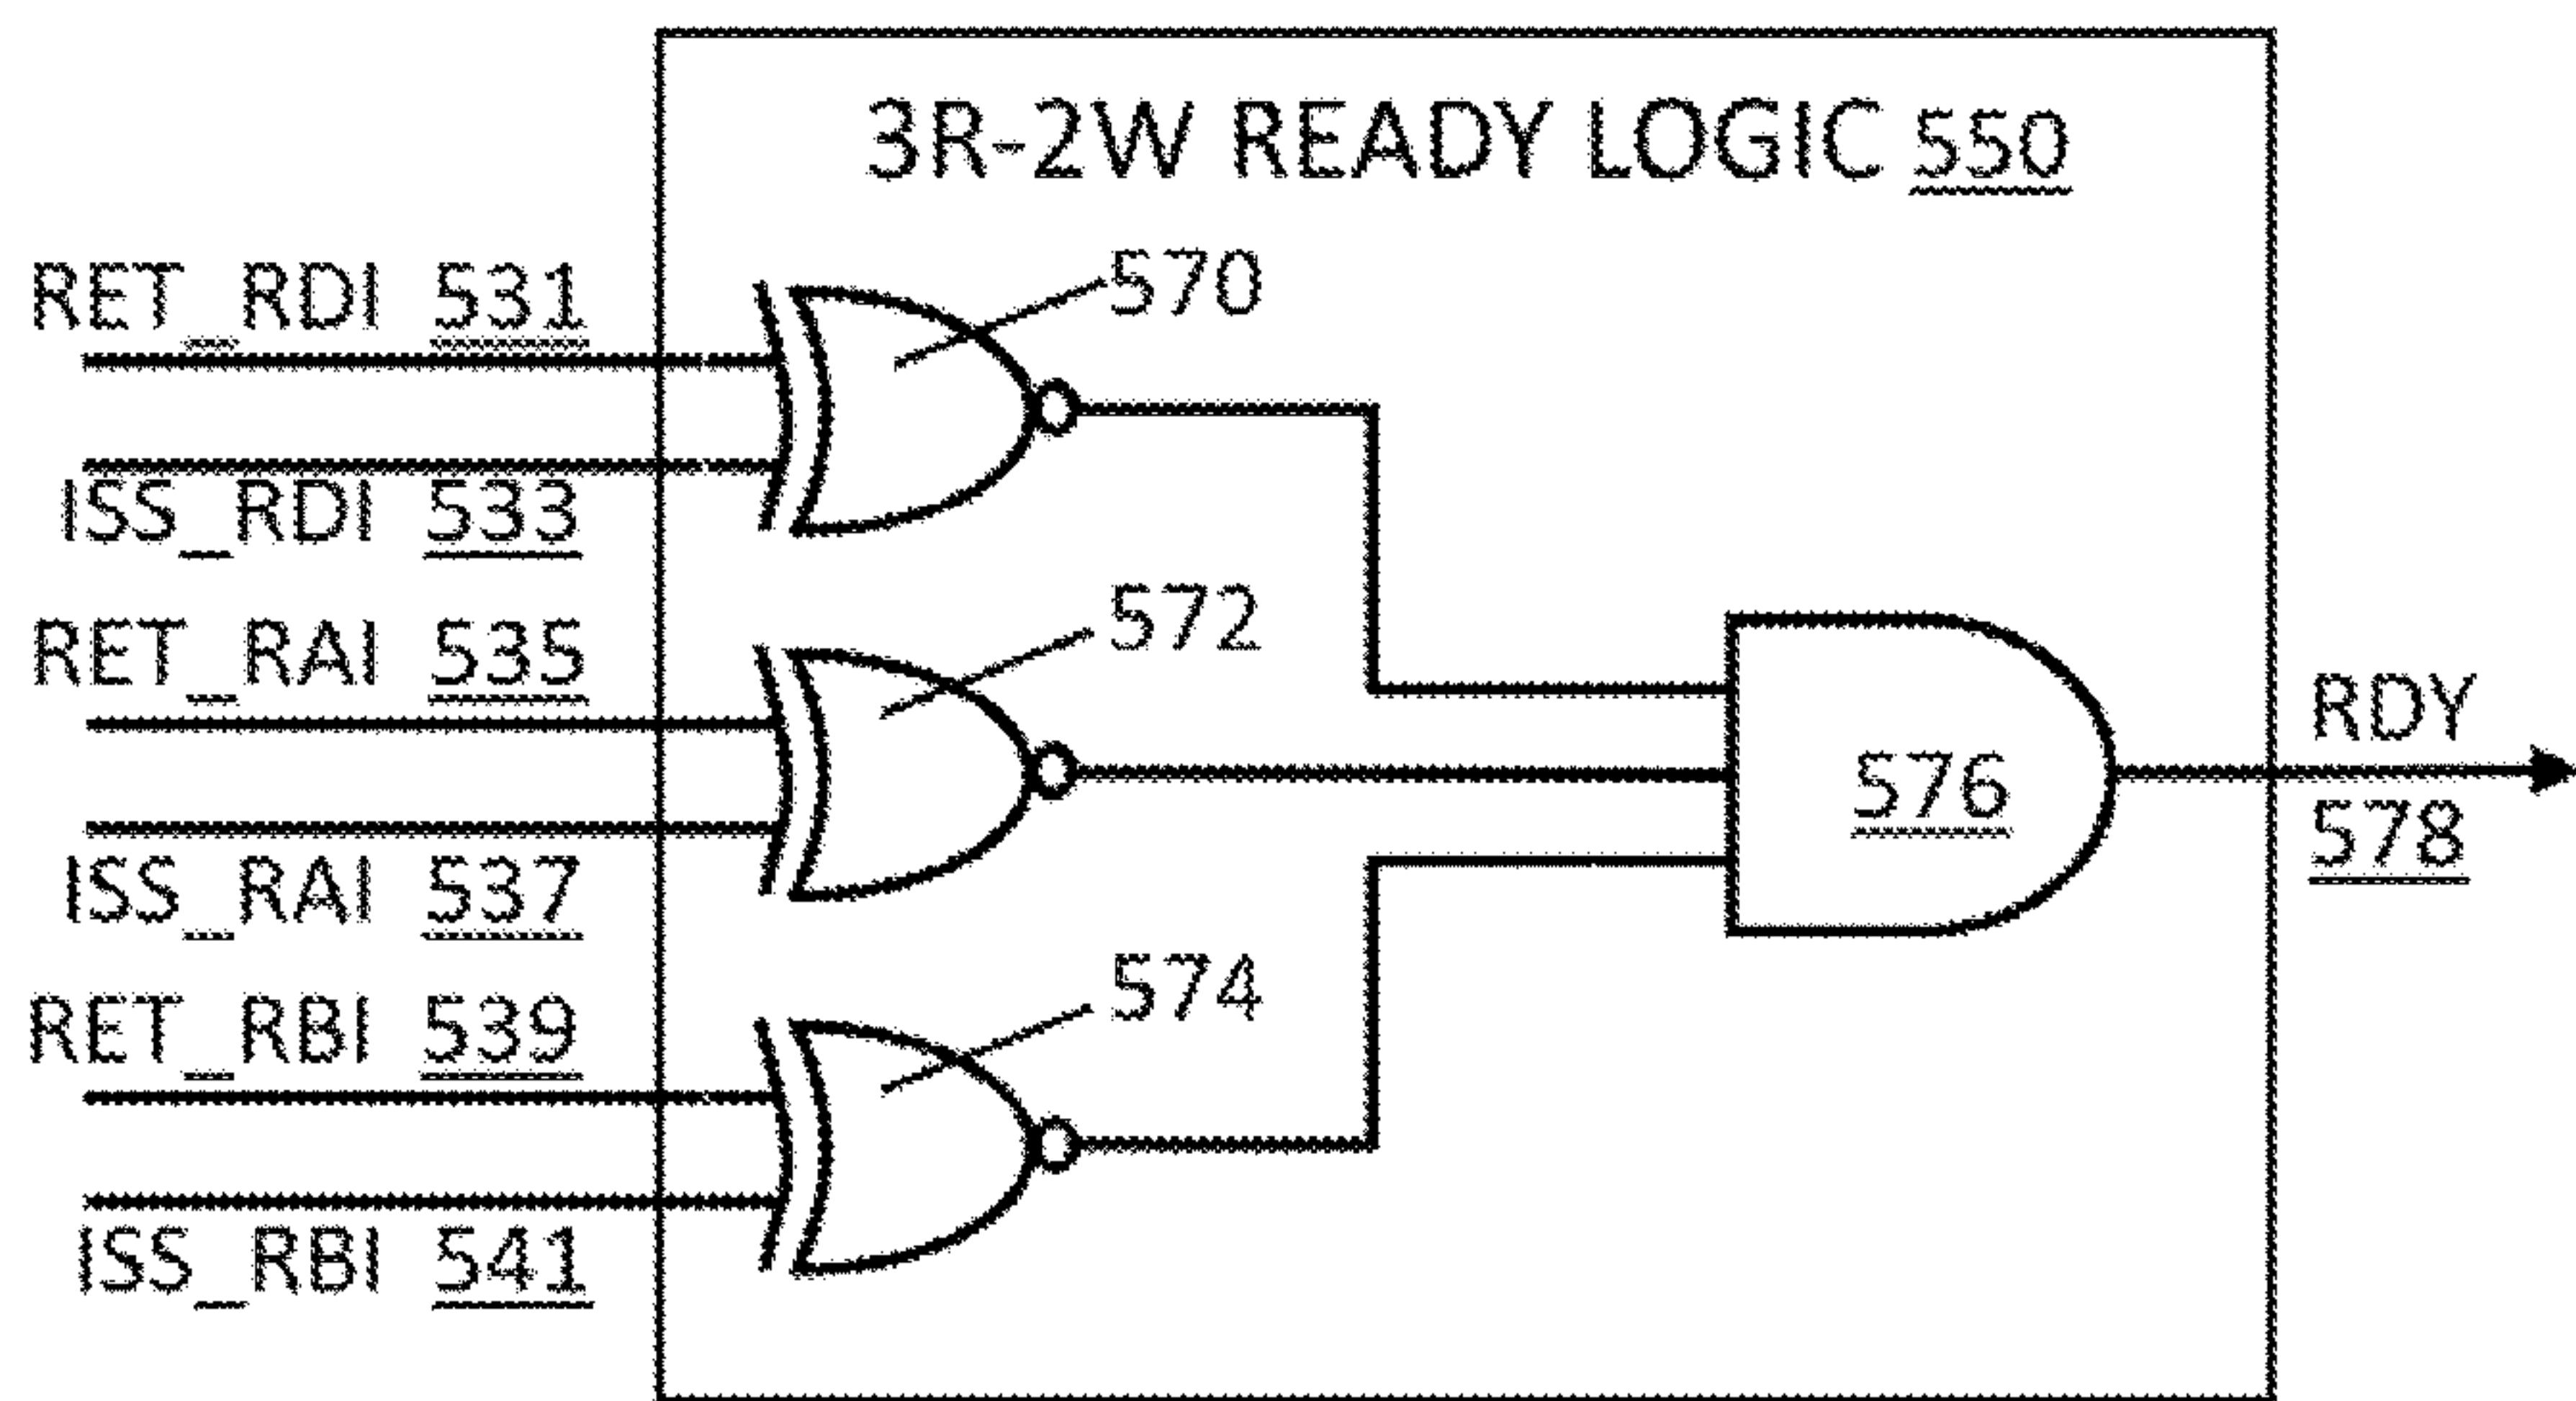 3R-2W READY LOGIC 550
RET_RDI 531
570
ISS_RDI 533
RET_RAI 535
572
ISS_RAI 537
RET_RBI 539
574
ISS_RBI 541
576
RDY
578